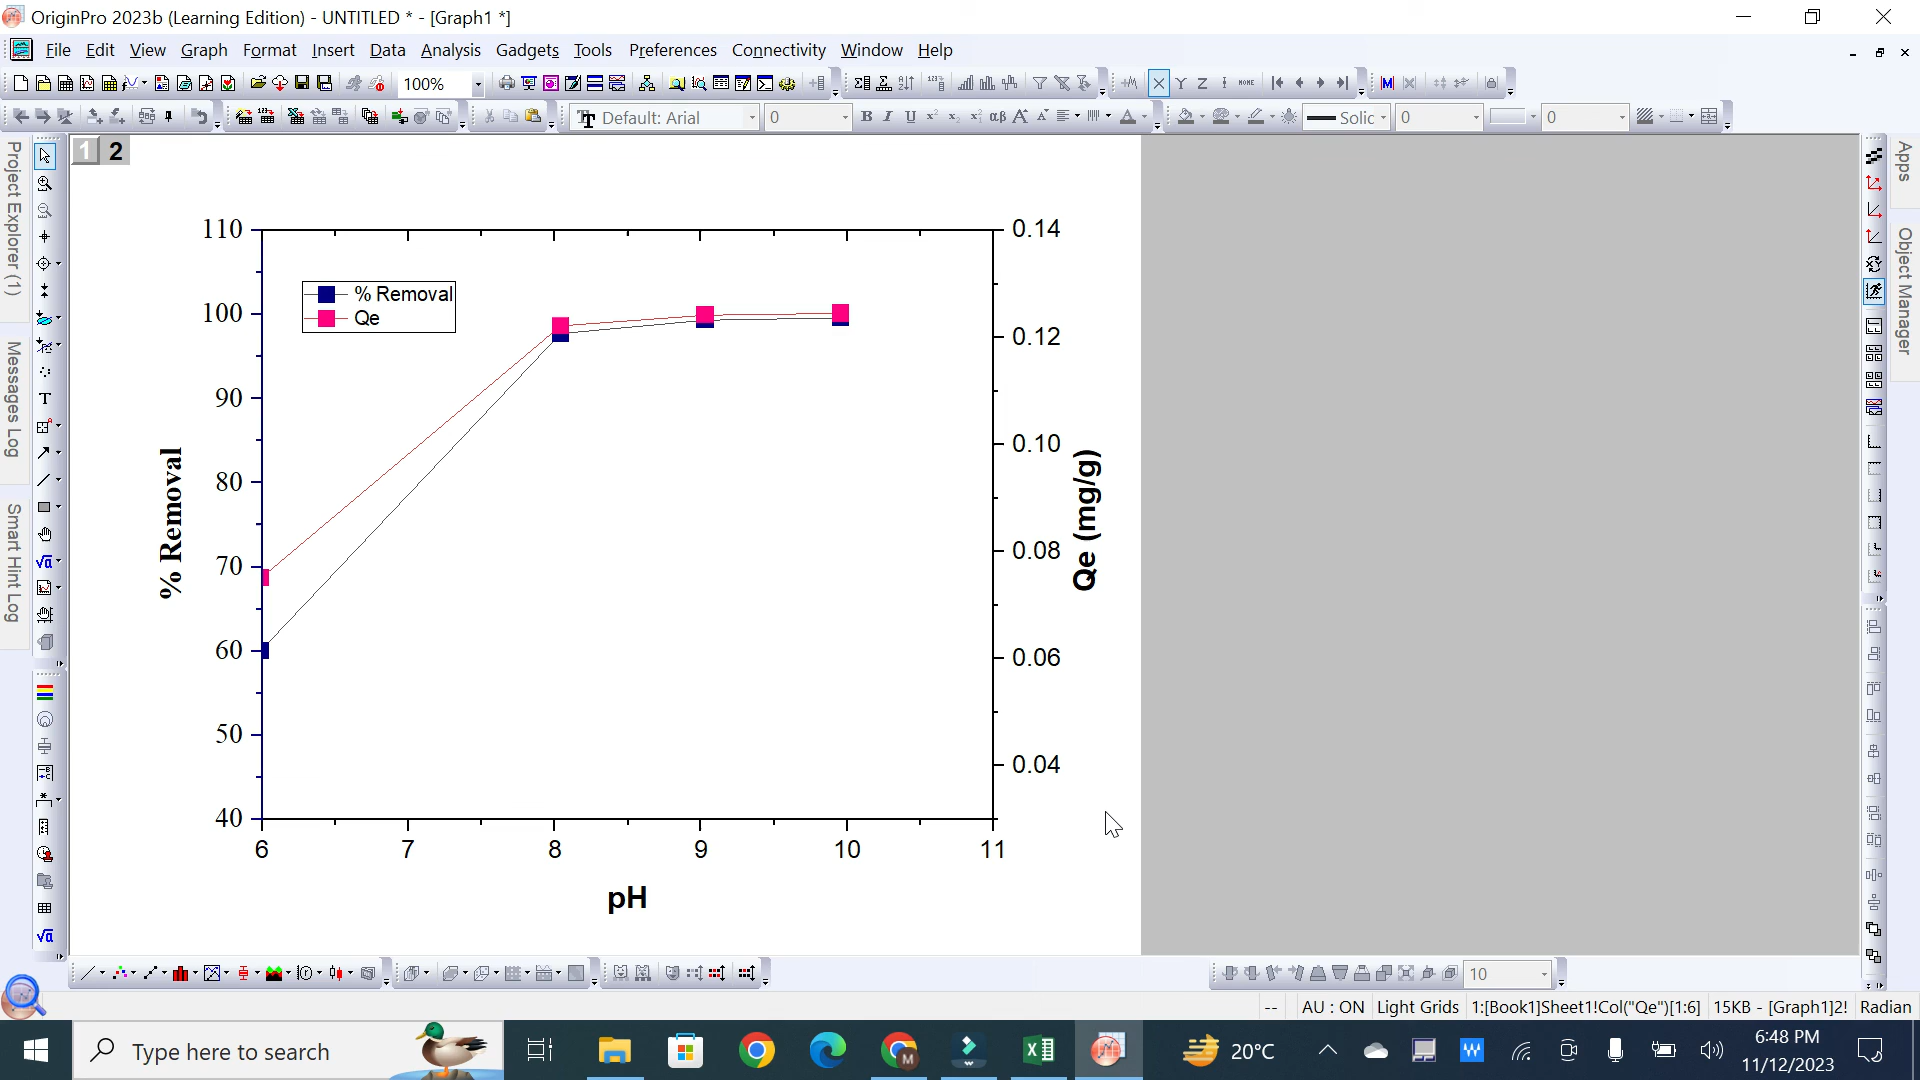 OriginPro 2023b (Learning Edition) - UNTITLED * - [Graph1 *]
File Edit View Graph Format Insert Data Analysis Gadgets Tools Preferences Connectivity Window Help
100%
Default: Arial 0 B I U αβ A Solic 0 0
Project Explorer (1)
Messages Log
Smart Hint Log
Apps
Object Manager
1 2
% Removal
Qe
110
100
90
80
70
60
50
40
% Removal
0.14
0.12
0.10
0.08
0.06
0.04
Qe (mg/g)
6 7 8 9 10 11
pH
10
-- AU : ON Light Grids 1:[Book1]Sheet1!Col("Qe")[1:6] 15KB - [Graph1]2! Radian
Type here to search
20°C
6:48 PM
11/12/2023